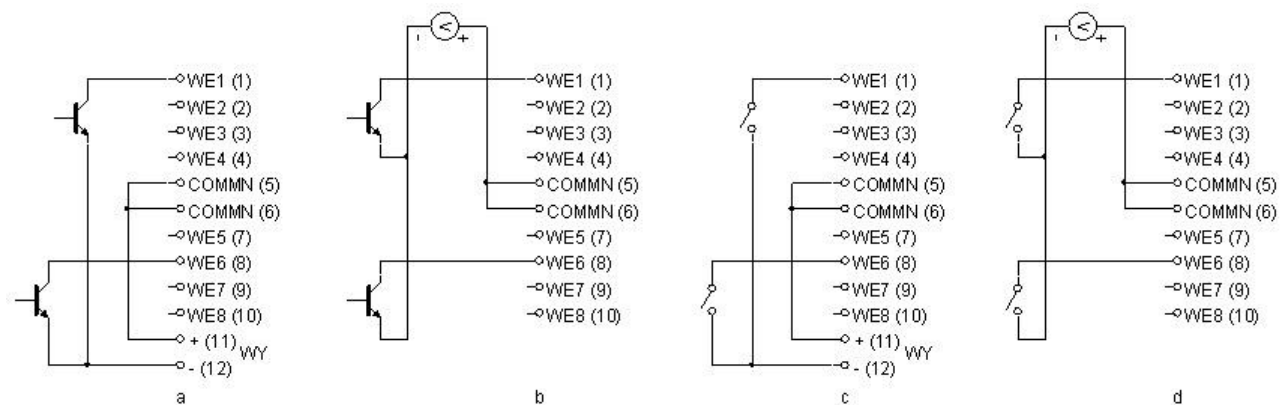 - < +
- < +
WE1 (1)
WE2 (2)
WE3 (3)
WE4 (4)
COMMN (5)
COMMN (6)
WE5 (7)
WE6 (8)
WE7 (9)
WE8 (10)
+ (11)
WY
- (12)
a
WE1 (1)
WE2 (2)
WE3 (3)
WE4 (4)
COMMN (5)
COMMN (6)
WE5 (7)
WE6 (8)
WE7 (9)
WE8 (10)
b
WE1 (1)
WE2 (2)
WE3 (3)
WE4 (4)
COMMN (5)
COMMN (6)
WE5 (7)
WE6 (8)
WE7 (9)
WE8 (10)
+ (11)
WY
- (12)
c
WE1 (1)
WE2 (2)
WE3 (3)
WE4 (4)
COMMN (5)
COMMN (6)
WE5 (7)
WE6 (8)
WE7 (9)
WE8 (10)
d